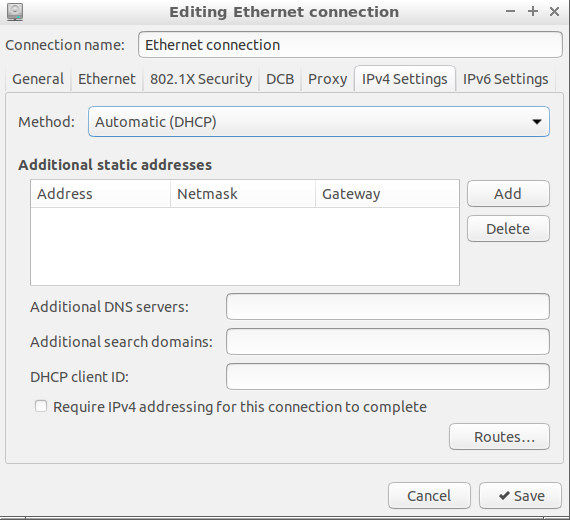 Editing Ethernet connection
Connection name: Ethernet connection
General Ethernet 802.1X Security DCB Proxy IPv4 Settings IPv6 Settings
Method: Automatic (DHCP)
Additional static addresses
Address Netmask Gateway Add
Delete
Additional DNS servers:
Additional search domains:
DHCP client ID:
Require IPv4 addressing for this connection to complete
Routes…
Cancel Save